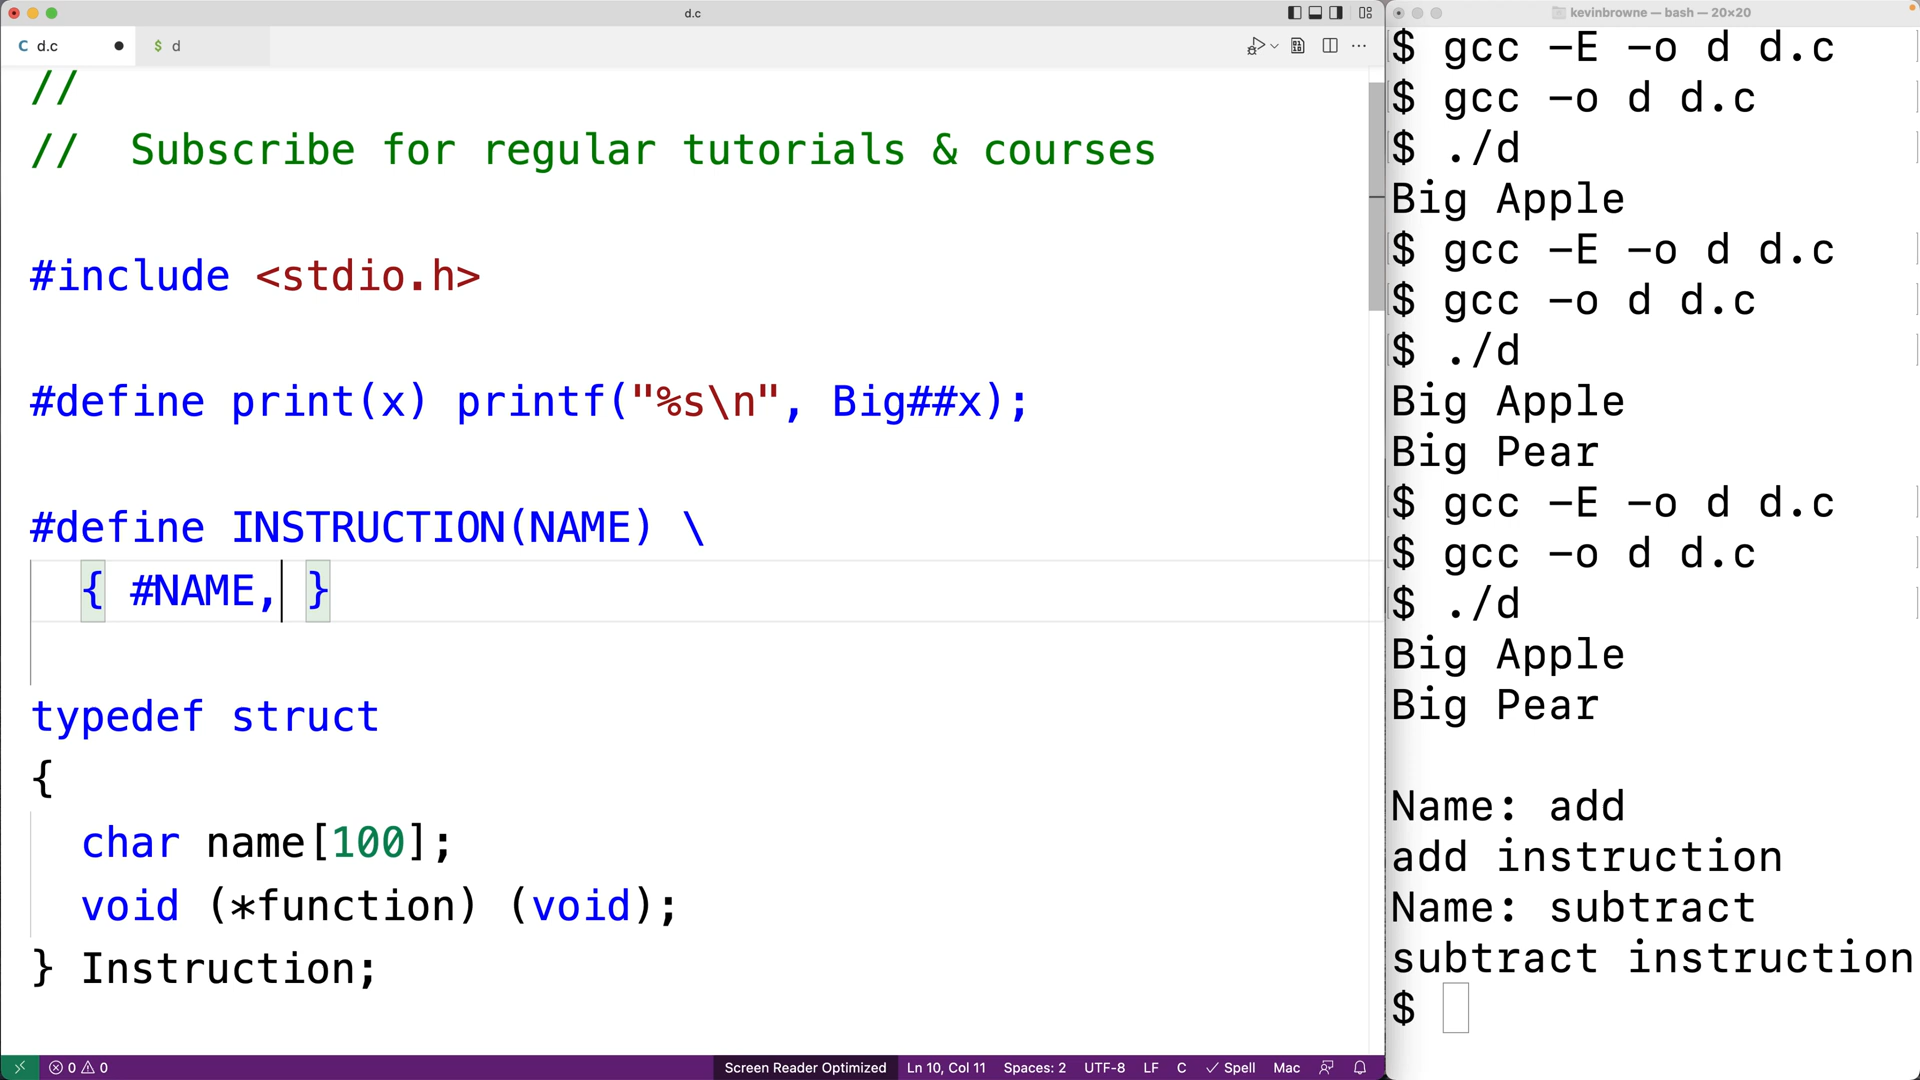 d.c
C d.c
$ d
//
// Subscribe for regular tutorials & courses
#include <stdio.h>
#define print(x) printf("%s\n", Big##x);
#define INSTRUCTION(NAME) \
{ #NAME, }
typedef struct
{
char name[100];
void (*function) (void);
} Instruction;
0 0
Screen Reader Optimized
Ln 10, Col 11
Spaces: 2
UTF-8
LF
C
Spell
Mac
kevinbrowne — bash — 20×20
$ gcc -E -o d d.c
$ gcc -o d d.c
$ ./d
Big Apple
$ gcc -E -o d d.c
$ gcc -o d d.c
$ ./d
Big Apple
Big Pear
$ gcc -E -o d d.c
$ gcc -o d d.c
$ ./d
Big Apple
Big Pear
Name: add
add instruction
Name: subtract
subtract instruction
$